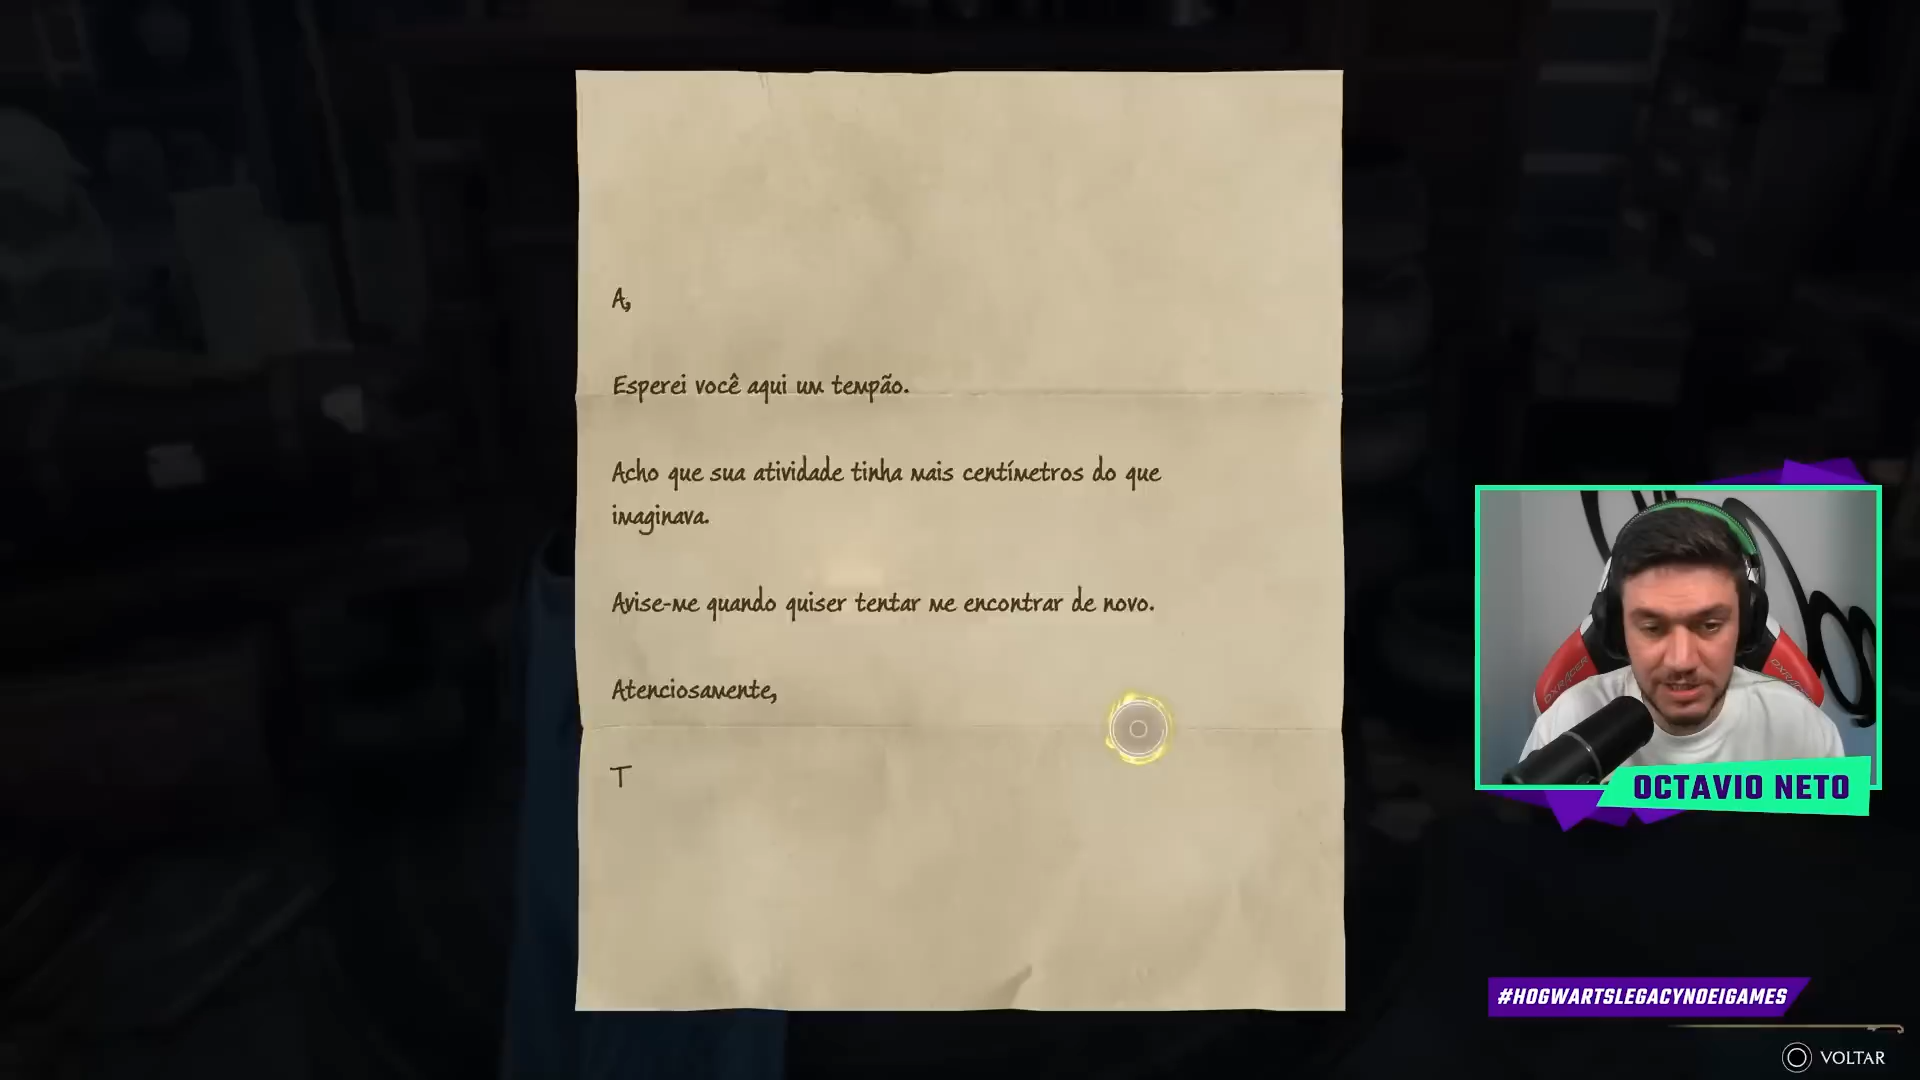 A,
Esperei você aqui um tempão.
Acho que sua atividade tinha mais centímetros do que
imaginava.
Avise-me quando quiser tentar me encontrar de novo.
Atenciosamente,
T
DXRACER
OCTAVIO NETO
#HOGWARTSLEGACYNOEIGAMES
VOLTAR